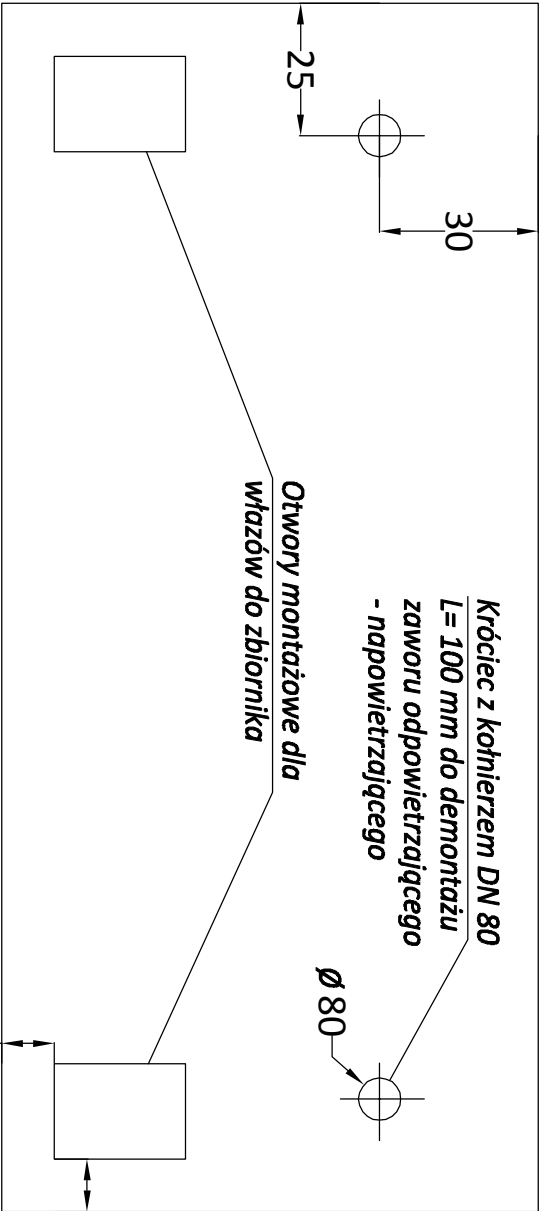 Króciec z kołnierzem DN 80
L= 100 mm do demontażu
zaworu odpowietrzającego
- napowietrzającego
30
25
Ø 80
Otwory montażowe dla
włazów do zbiornika